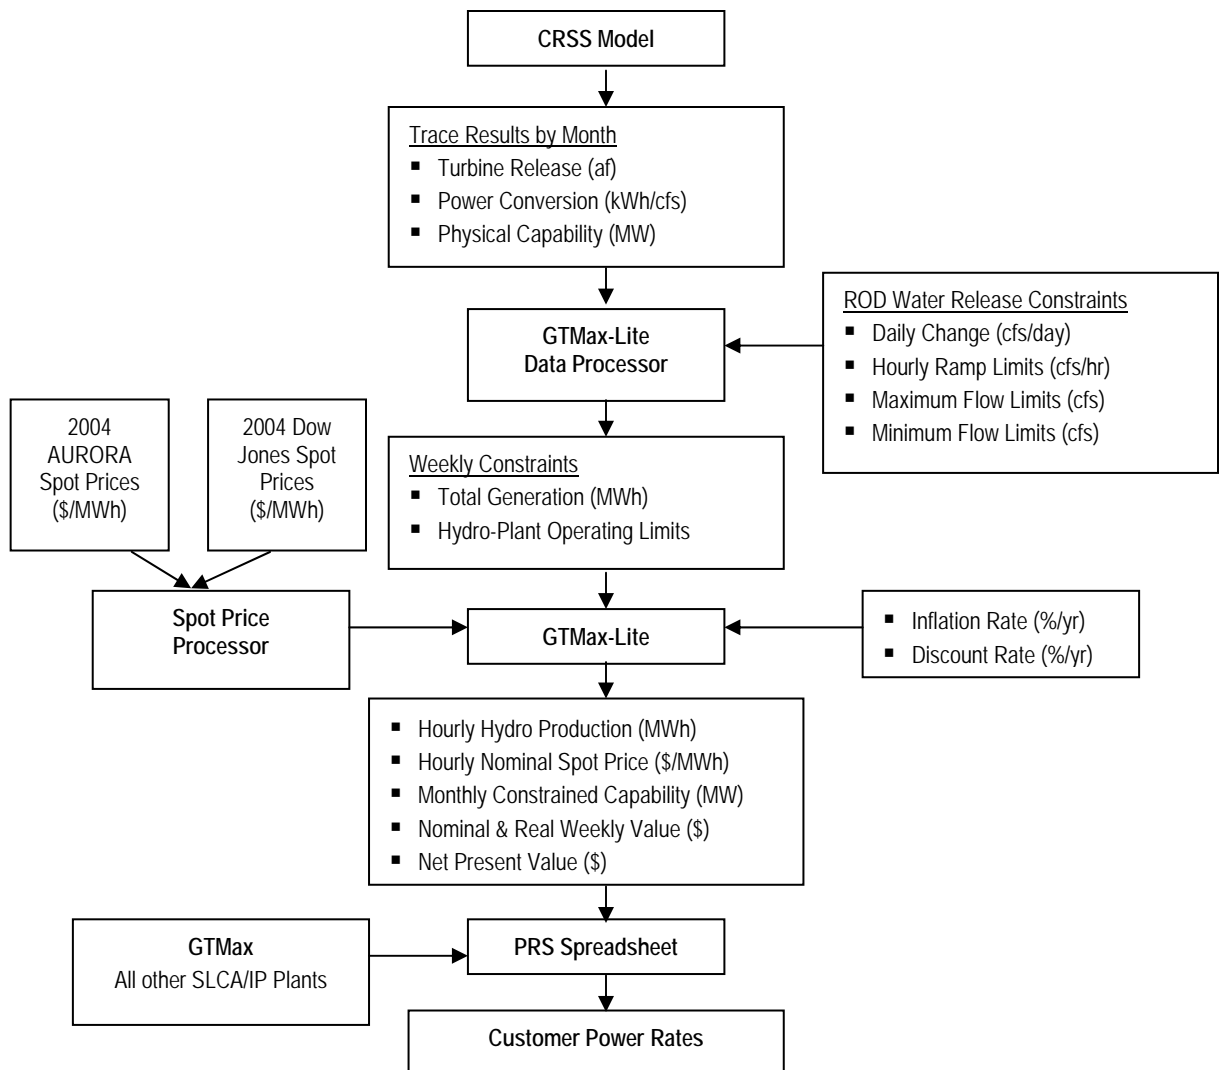 CRSS Model
Trace Results by Month
▪ Turbine Release (af)
▪ Power Conversion (kWh/cfs)
▪ Physical Capability (MW)
ROD Water Release Constraints
▪ Daily Change (cfs/day)
▪ Hourly Ramp Limits (cfs/hr)
▪ Maximum Flow Limits (cfs)
▪ Minimum Flow Limits (cfs)
GTMax-Lite
Data Processor
2004
AURORA
Spot Prices
($/MWh)
2004 Dow
Jones Spot
Prices
($/MWh)
Weekly Constraints
▪ Total Generation (MWh)
▪ Hydro-Plant Operating Limits
Spot Price
Processor
GTMax-Lite
▪ Inflation Rate (%/yr)
▪ Discount Rate (%/yr)
▪ Hourly Hydro Production (MWh)
▪ Hourly Nominal Spot Price ($/MWh)
▪ Monthly Constrained Capability (MW)
▪ Nominal & Real Weekly Value ($)
▪ Net Present Value ($)
GTMax
All other SLCA/IP Plants
PRS Spreadsheet
Customer Power Rates